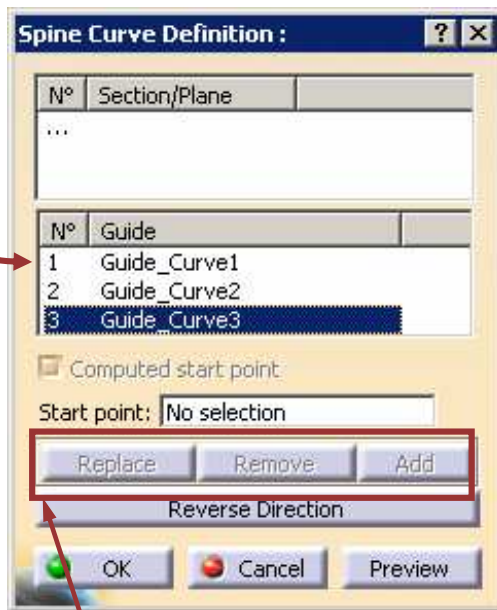 Spine Curve Definition : ? ×
N° Section/Plane
...
N° Guide
1 Guide_Curve1
2 Guide_Curve2
3 Guide_Curve3
Computed start point
Start point: No selection
Replace Remove Add
Reverse Direction
OK Cancel Preview